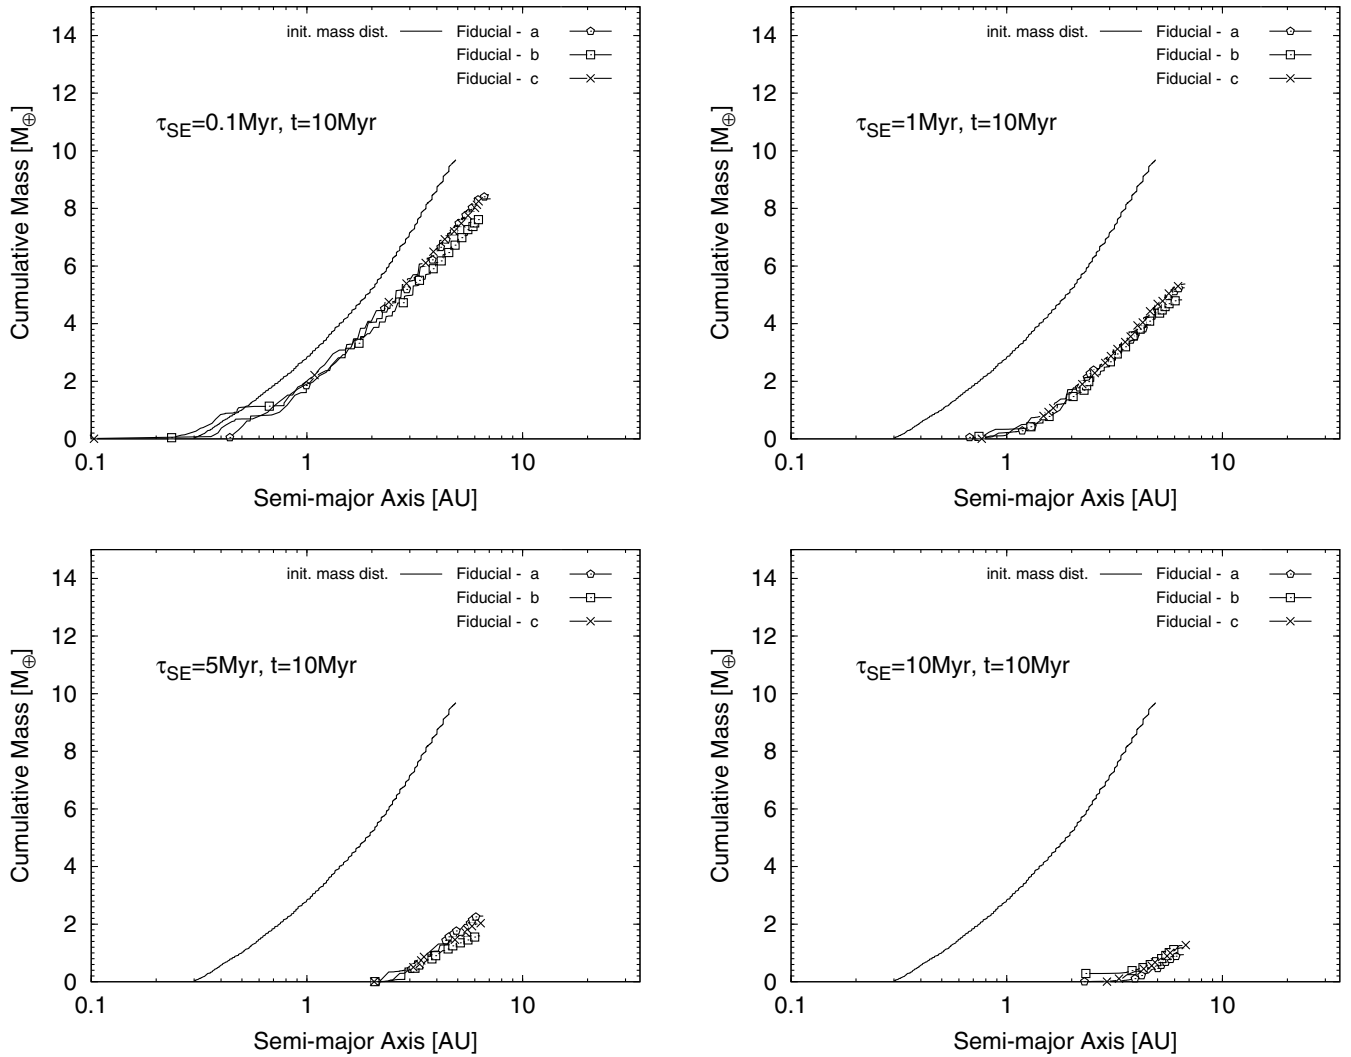 14
12
10
8
6
4
2
0
Cumulative Mass [M⊕]
init. mass dist.
Fiducial - a
Fiducial - b
Fiducial - c
τSE=0.1Myr, t=10Myr
0.1
1
10
Semi-major Axis [AU]
14
12
10
8
6
4
2
0
Cumulative Mass [M⊕]
init. mass dist.
Fiducial - a
Fiducial - b
Fiducial - c
τSE=1Myr, t=10Myr
0.1
1
10
Semi-major Axis [AU]
14
12
10
8
6
4
2
0
Cumulative Mass [M⊕]
init. mass dist.
Fiducial - a
Fiducial - b
Fiducial - c
τSE=5Myr, t=10Myr
0.1
1
10
Semi-major Axis [AU]
14
12
10
8
6
4
2
0
Cumulative Mass [M⊕]
init. mass dist.
Fiducial - a
Fiducial - b
Fiducial - c
τSE=10Myr, t=10Myr
0.1
1
10
Semi-major Axis [AU]